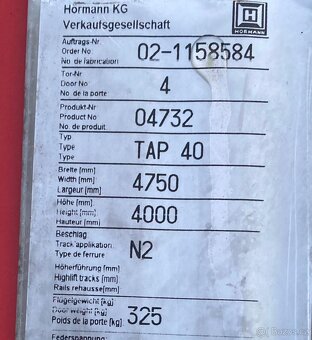 Hörmann KG
Verkaufsgesellschaft
HÖRMANN
Auftrags-Nr.
Order No
No. de fabrication
02-1158584
Tor-Nr
Door No
No. de la porte
4
Produkt-Nr
Product No
No. de produit
04732
Typ
Type
Type
TAP 40
Breite [mm]
Width [mm]
Largeur [mm]
4750
Höhe [mm]
Height [mm]
Hauteur [mm]
4000
Beschlag
Track application
Type de ferrure
N2
Höherführung [mm]
Highlift tracks [mm]
Rails rehausse[mm]
Flügelgewicht [kg]
Door weight [kg]
Poids de la porte [kg]
325
Federspannung